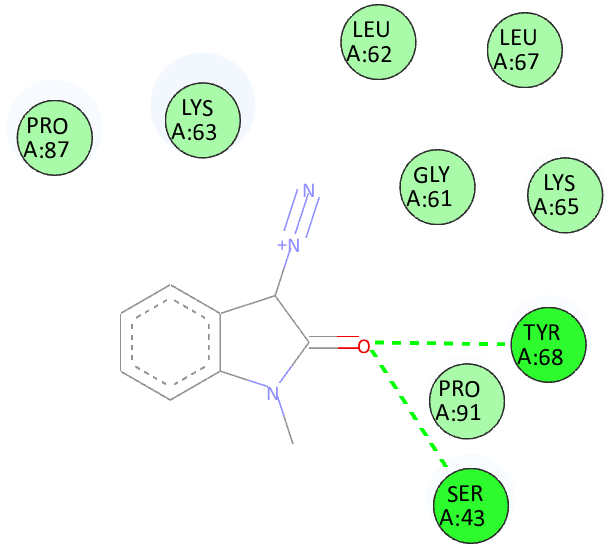 LEU
A:62
LEU
A:67
LYS
A:63
PRO
A:87
GLY
A:61
LYS
A:65
N
+N
O
TYR
A:68
N
PRO
A:91
SER
A:43